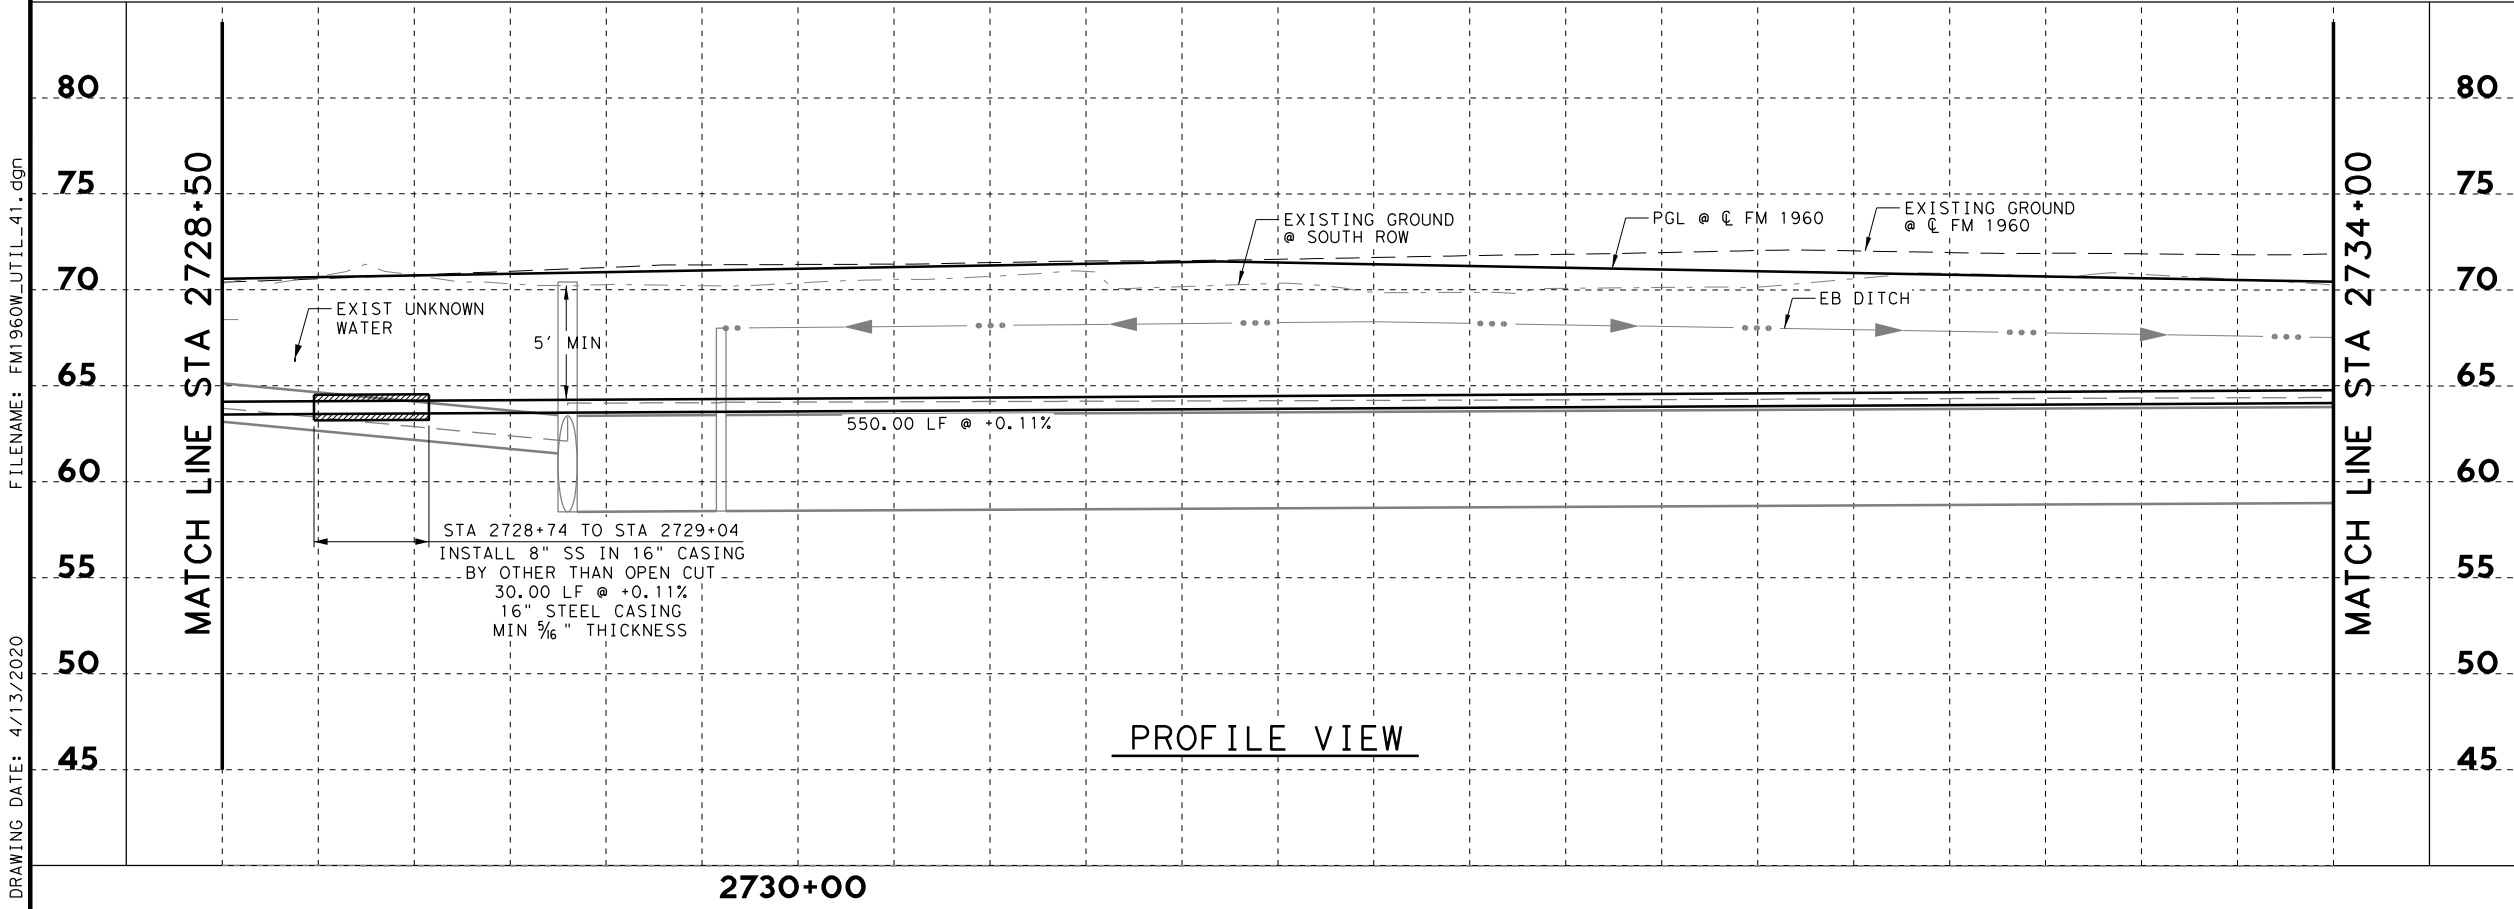 80
75
70
65
60
55
50
45
FILENAME: FM1960W_UTIL_41.dgn
DRAWING DATE: 4/13/2020
MATCH LINE STA 2728+50
EXIST UNKNOWN
WATER
5' MIN
EXISTING GROUND
@ SOUTH ROW
PGL @ ℄ FM 1960
EXISTING GROUND
@ ℄ FM 1960
EB DITCH
550.00 LF @ +0.11%
STA 2728+74 TO STA 2729+04
INSTALL 8" SS IN 16" CASING
BY OTHER THAN OPEN CUT
30.00 LF @ +0.11%
16" STEEL CASING
MIN 5/16" THICKNESS
PROFILE VIEW
2730+00
MATCH LINE STA 2734+00
80
75
70
65
60
55
50
45